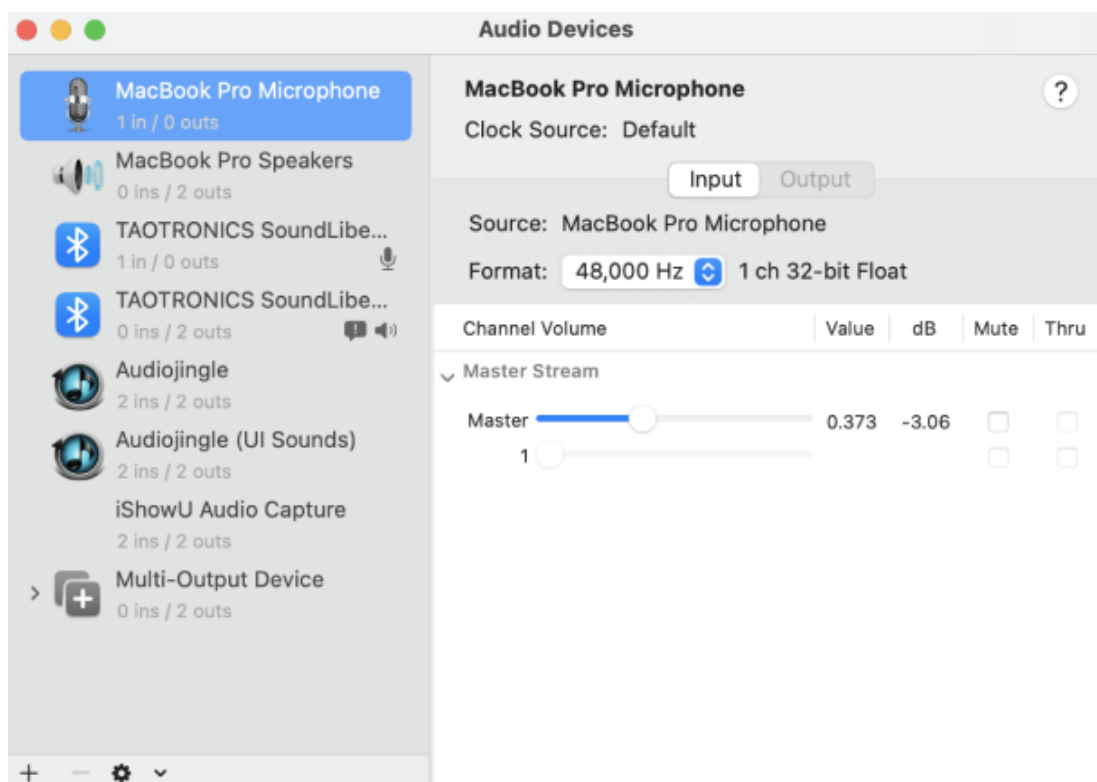 Audio Devices
MacBook Pro Microphone
1 in / 0 outs
MacBook Pro Speakers
0 ins / 2 outs
TAOTRONICS SoundLibe...
1 in / 0 outs
TAOTRONICS SoundLibe...
0 ins / 2 outs
Audiojingle
2 ins / 2 outs
Audiojingle (UI Sounds)
2 ins / 2 outs
iShowU Audio Capture
2 ins / 2 outs
Multi-Output Device
0 ins / 2 outs
MacBook Pro Microphone ?
Clock Source: Default
Input Output
Source: MacBook Pro Microphone
Format: 48,000 Hz 1 ch 32-bit Float
Channel Volume Value dB Mute Thru
Master Stream
Master 0.373 -3.06
1